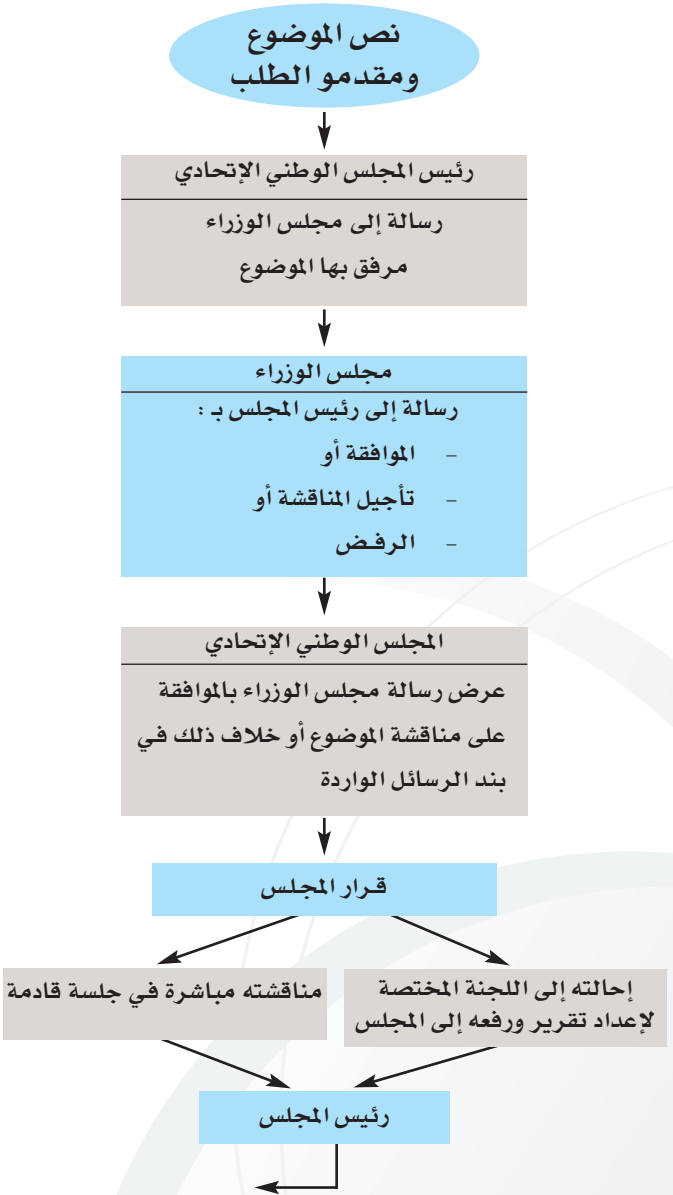 نص الموضوع
ومقدمو الطلب
رئيس المجلس الوطني الإتحادي
رسالة إلى مجلس الوزراء
مرفق بها الموضوع
مجلس الوزراء
رسالة إلى رئيس المجلس بـ :
– الموافقة أو
– تأجيل المناقشة أو
– الرفض
المجلس الوطني الإتحادي
عرض رسالة مجلس الوزراء بالموافقة
على مناقشة الموضوع أو خلاف ذلك في
بند الرسائل الواردة
قرار المجلس
إحالته إلى اللجنة المختصة
لإعداد تقرير ورفعه إلى المجلس
مناقشته مباشرة في جلسة قادمة
رئيس المجلس